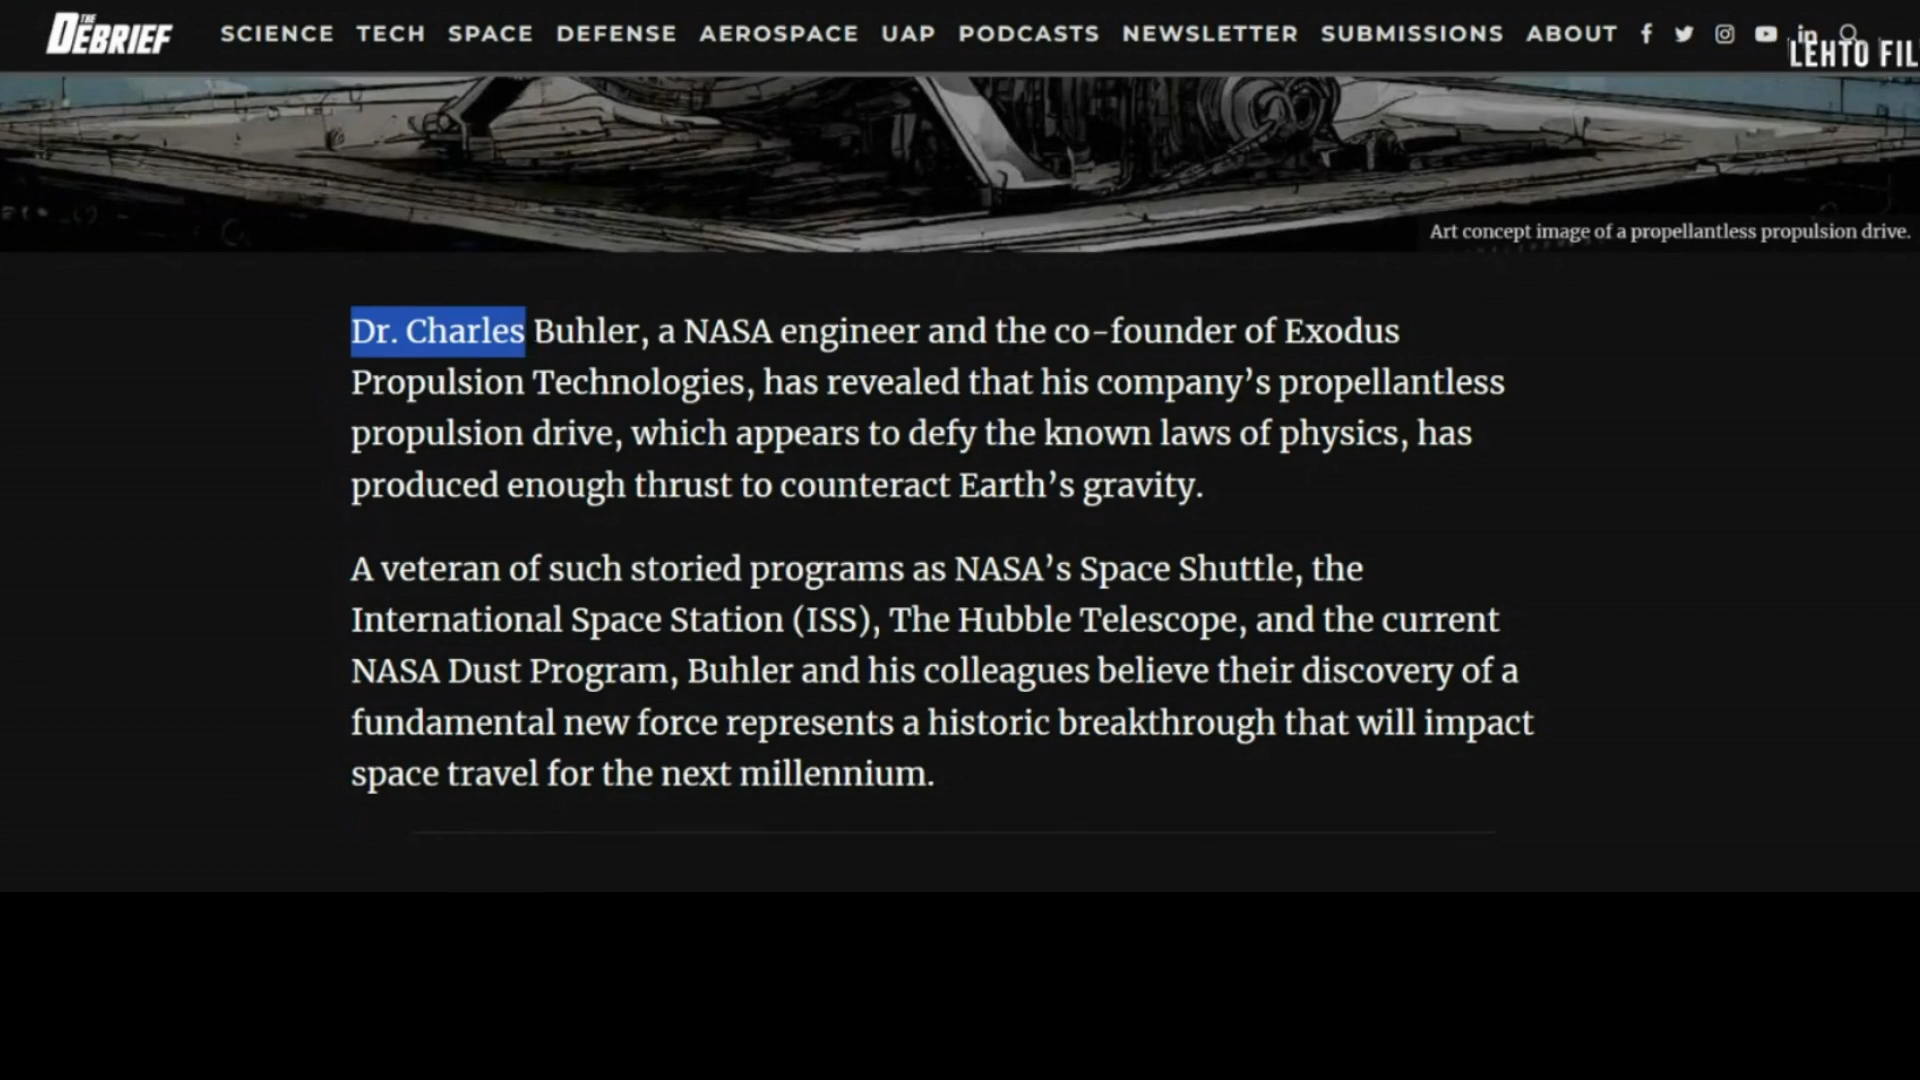 THE DEBRIEF
SCIENCE TECH SPACE DEFENSE AEROSPACE UAP PODCASTS NEWSLETTER SUBMISSIONS ABOUT
LEHTO FIL
Art concept image of a propellantless propulsion drive.
Dr. Charles Buhler, a NASA engineer and the co-founder of Exodus
Propulsion Technologies, has revealed that his company’s propellantless
propulsion drive, which appears to defy the known laws of physics, has
produced enough thrust to counteract Earth’s gravity.
A veteran of such storied programs as NASA’s Space Shuttle, the
International Space Station (ISS), The Hubble Telescope, and the current
NASA Dust Program, Buhler and his colleagues believe their discovery of a
fundamental new force represents a historic breakthrough that will impact
space travel for the next millennium.